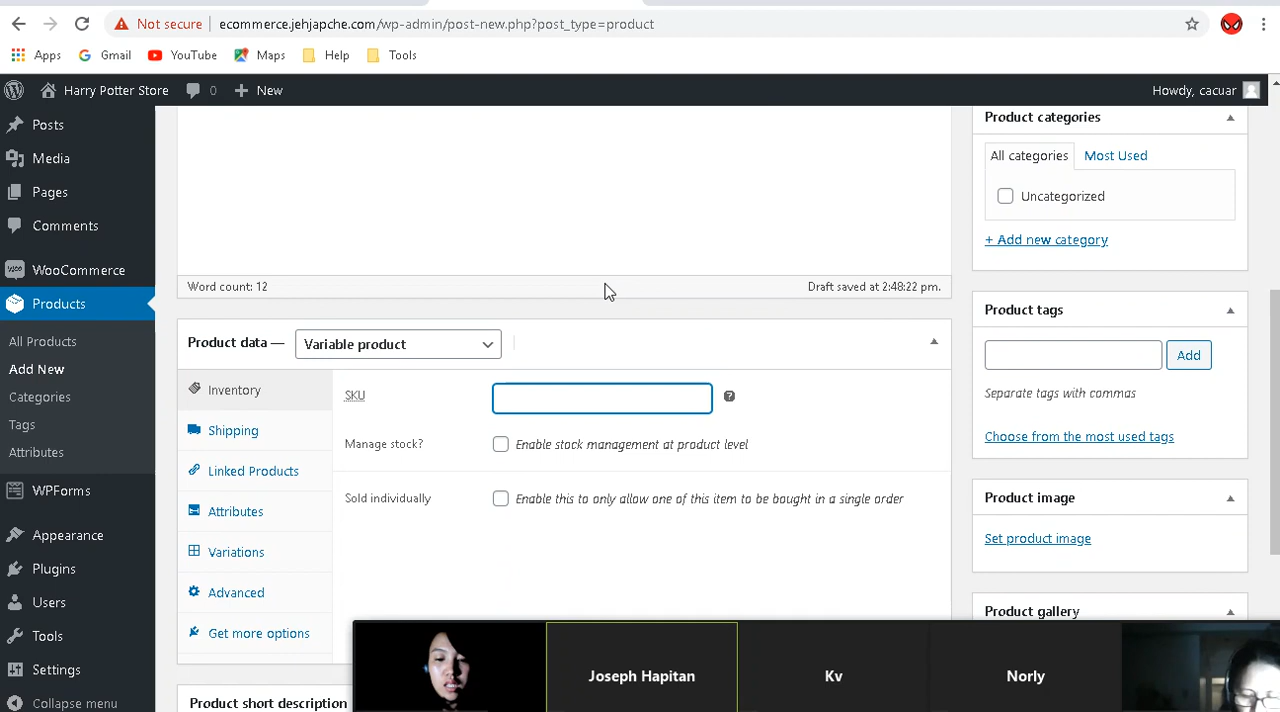 Not secure ecommerce.jehjapche.com/wp-admin/post-new.php?post_type=product
Apps Gmail YouTube Maps Help Tools
Harry Potter Store 0 New Howdy, cacuar
Posts
Media
Pages
Comments
WooCommerce
Products
All Products
Add New
Categories
Tags
Attributes
WPForms
Appearance
Plugins
Users
Tools
Settings
Collapse menu
Word count: 12 Draft saved at 2:48:22 pm.
Product data — Variable product
Inventory
Shipping
Linked Products
Attributes
Variations
Advanced
Get more options
SKU
Manage stock? Enable stock management at product level
Sold individually Enable this to only allow one of this item to be bought in a single order
Product short description
Product categories
All categories Most Used
Uncategorized
+ Add new category
Product tags
Add
Separate tags with commas
Choose from the most used tags
Product image
Set product image
Product gallery
Joseph Hapitan Kv Norly